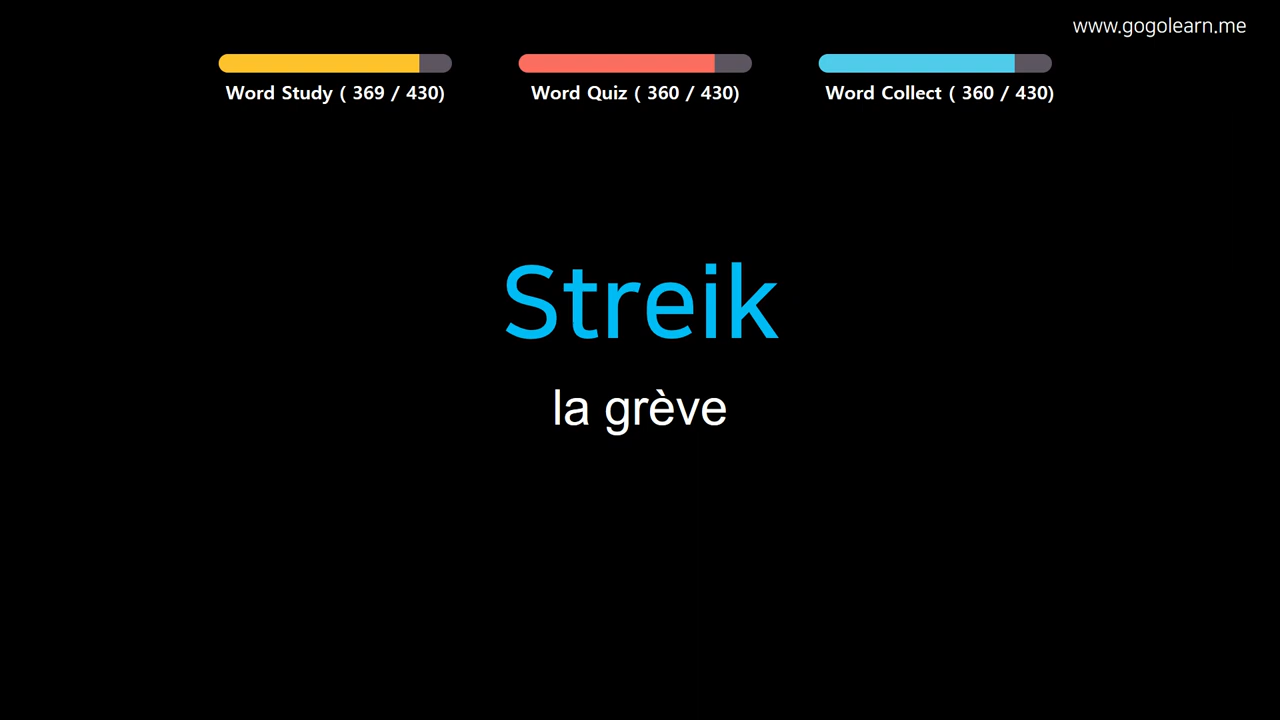 www.gogolearn.me
Word Study ( 369 / 430)
Word Quiz ( 360 / 430)
Word Collect ( 360 / 430)
Streik
la grève